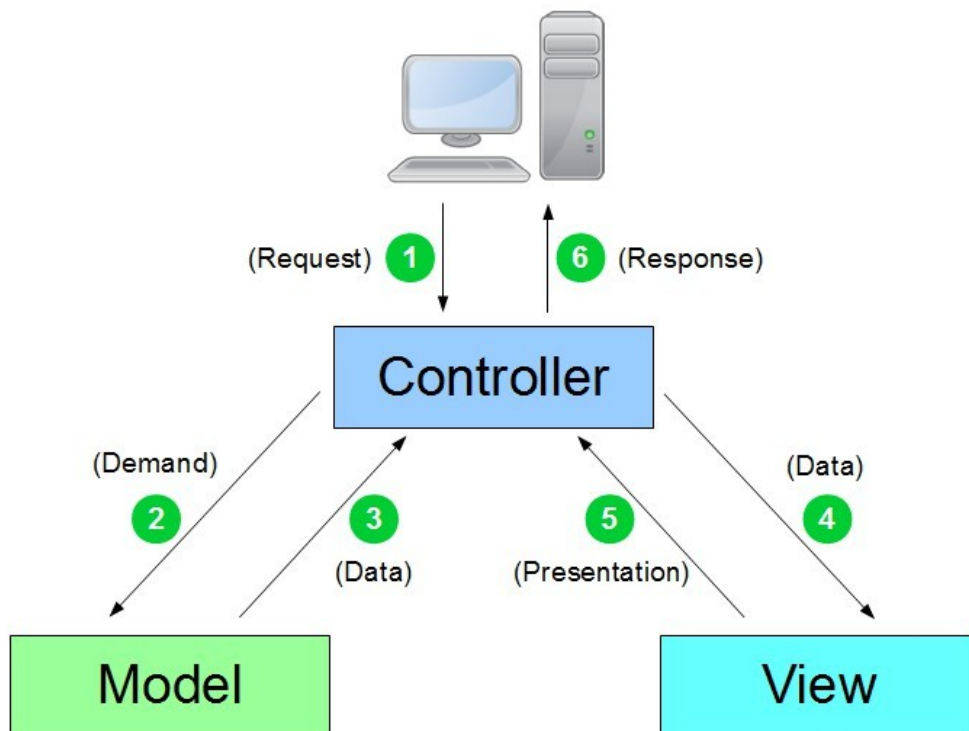 (Request) 1 6 (Response)
Controller
(Demand) (Data)
2 3 5 4
(Data) (Presentation)
Model View